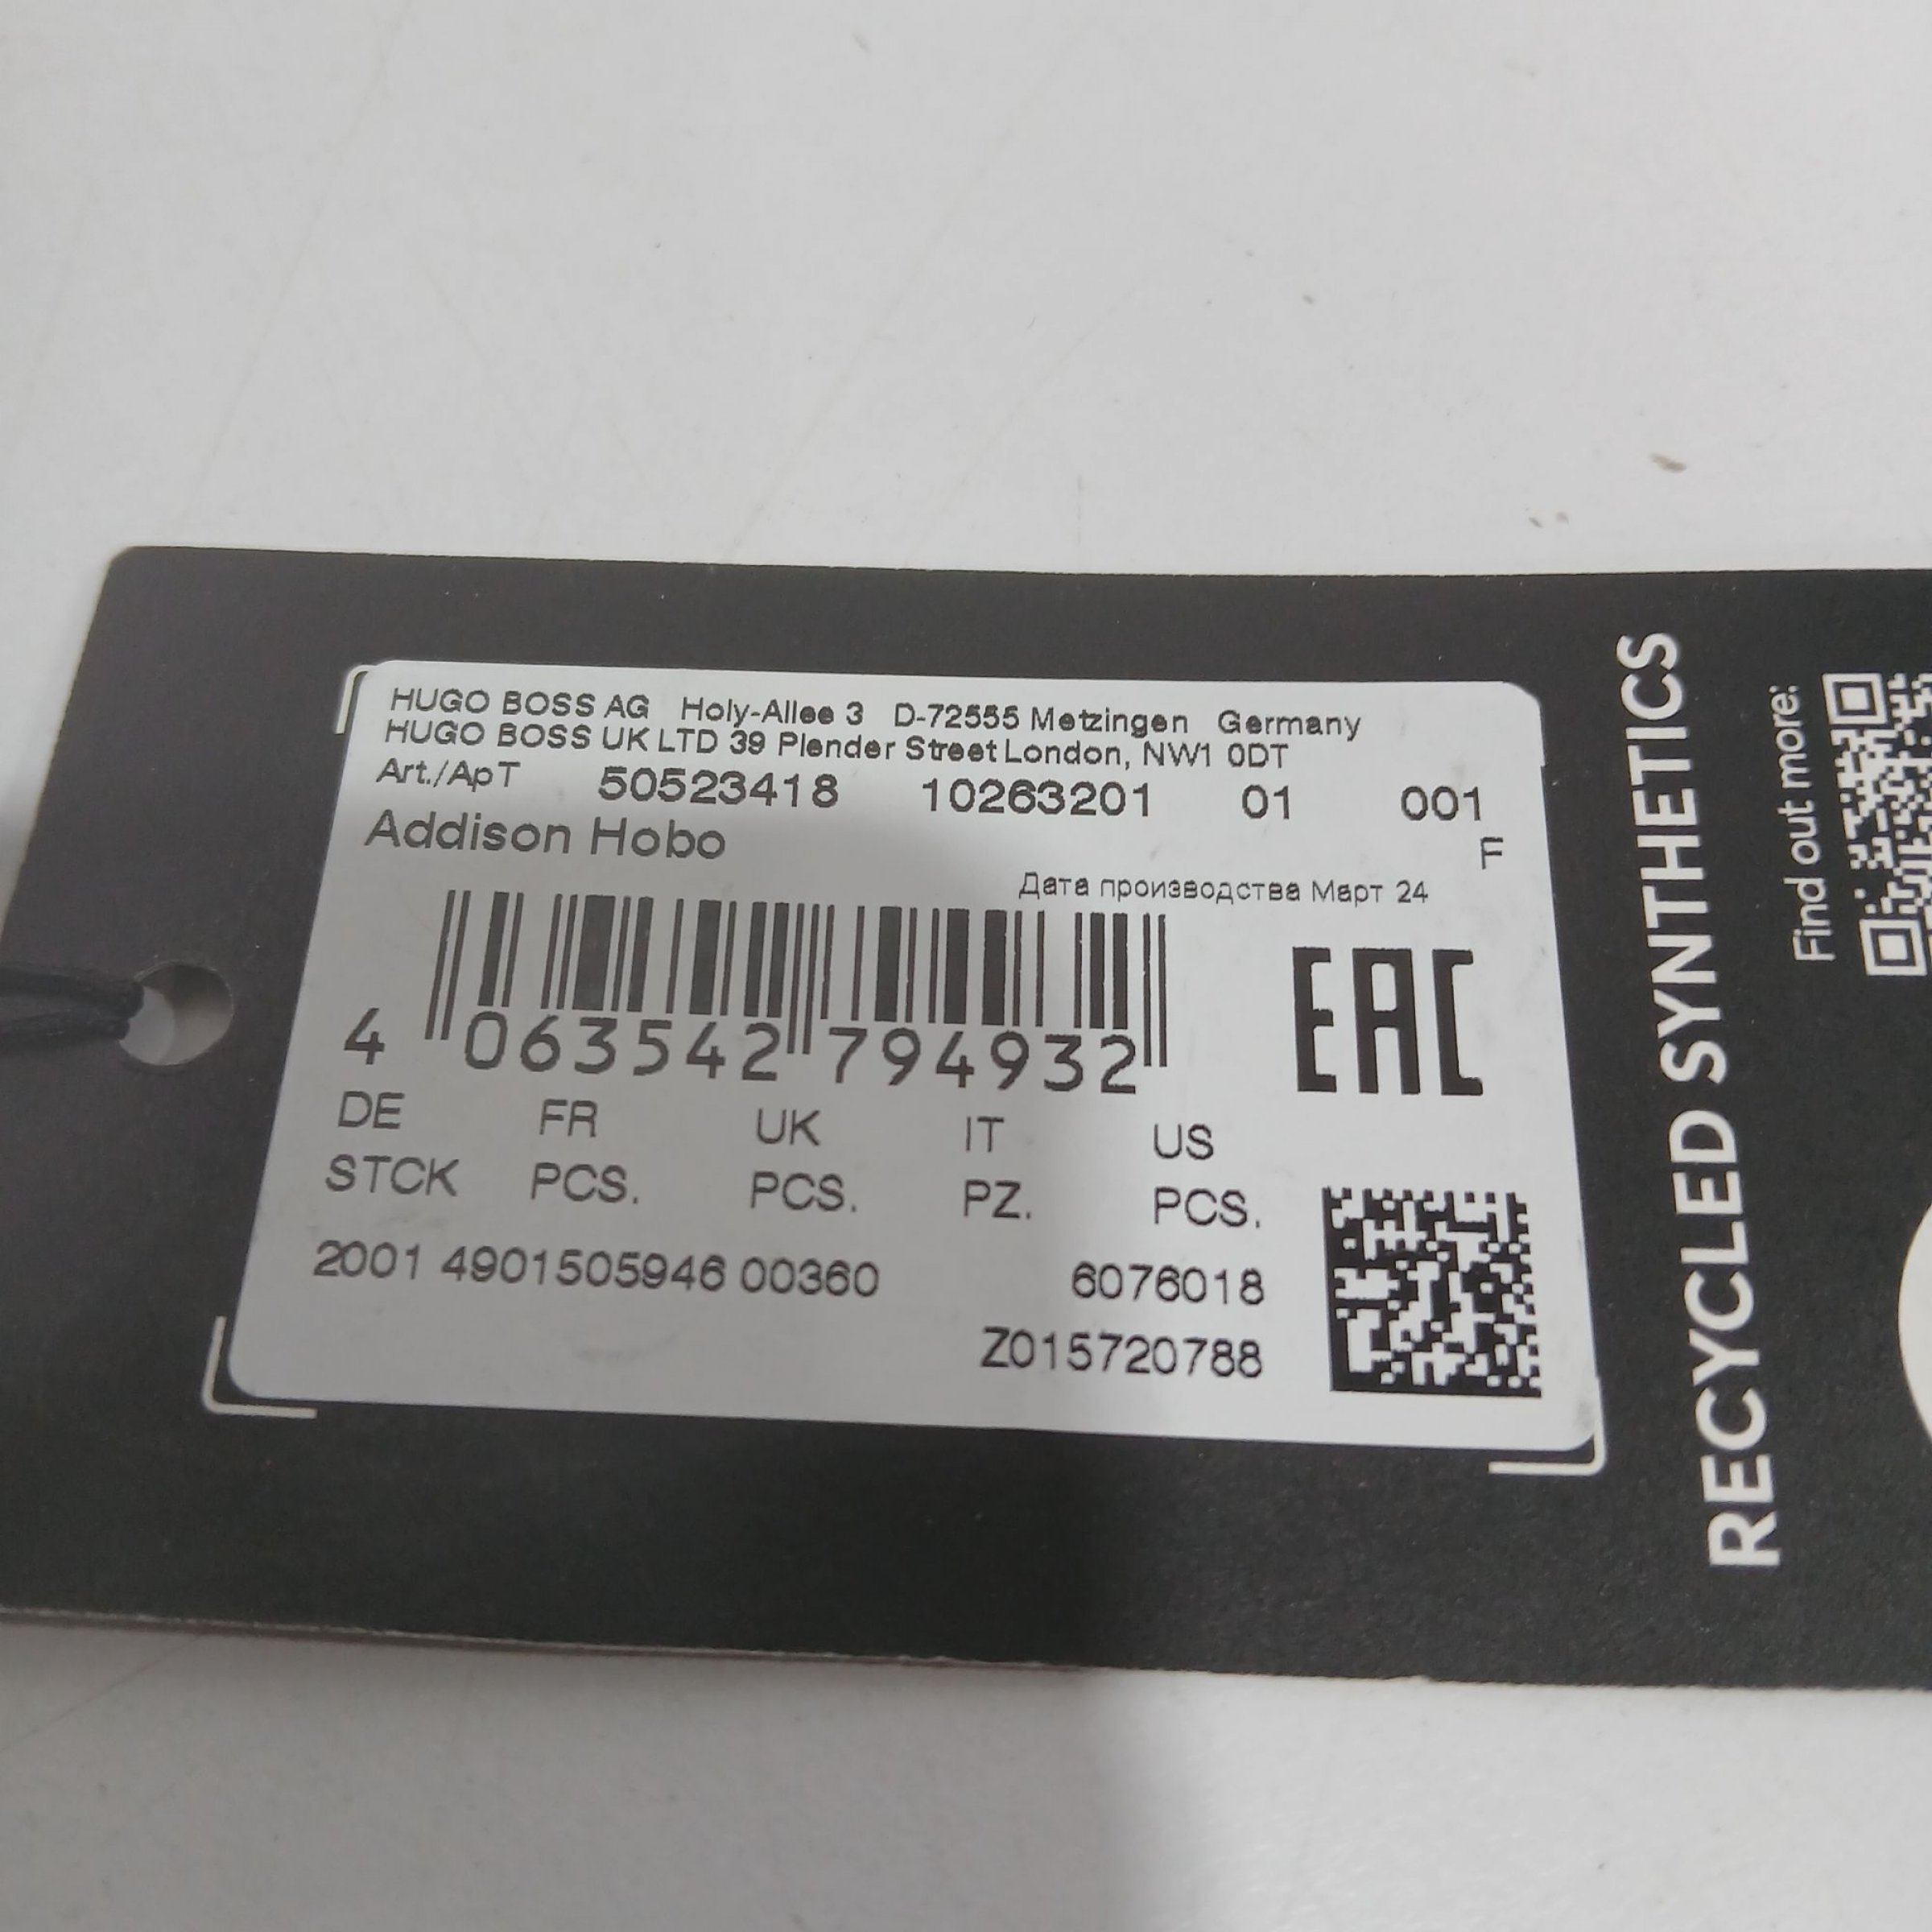 HUGO BOSS AG Holy-Allee 3 D-72555 Metzingen Germany
HUGO BOSS UK LTD 39 Plender Street London, NW1 0DT
Art./АрТ 50523418 10263201 01 001
Addison Hobo F
Дата производства Март 24
4 063542 794932
EAC
DE FR UK IT US
STCK PCS. PCS. PZ. PCS.
2001 4901505946 00360 6076018
Z015720788
RECYCLED SYNTHETICS
Find out more: